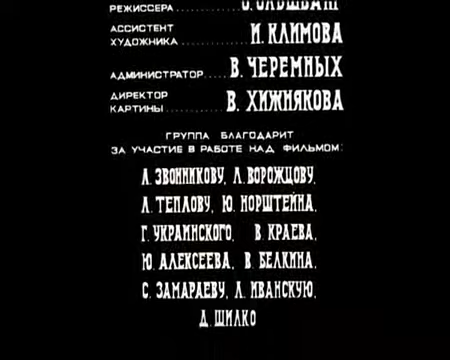 РЕЖИССЕРА
АССИСТЕНТ
ХУДОЖНИКА........ И. КЛИМОВА
АДМИНИСТРАТОР..... В. ЧЕРЕМНЫХ
ДИРЕКТОР
КАРТИНЫ.......... В. ХИЖНЯКОВА
ГРУППА БЛАГОДАРИТ
ЗА УЧАСТИЕ В РАБОТЕ НАД ФИЛЬМОМ:
Л. ЗВОННИКОВУ, Л. ВОРОЖЦОВУ,
Л. ТЕПЛОВУ, Ю. НОРШТЕЙНА,
Г. УКРАИНСКОГО, В. КРАЕВА,
Ю. АЛЕКСЕЕВА, В. БЕЛКИНА,
С. ЗАМАРАЕВУ, Л. ИВАНСКУЮ,
Д. ШИЛКО